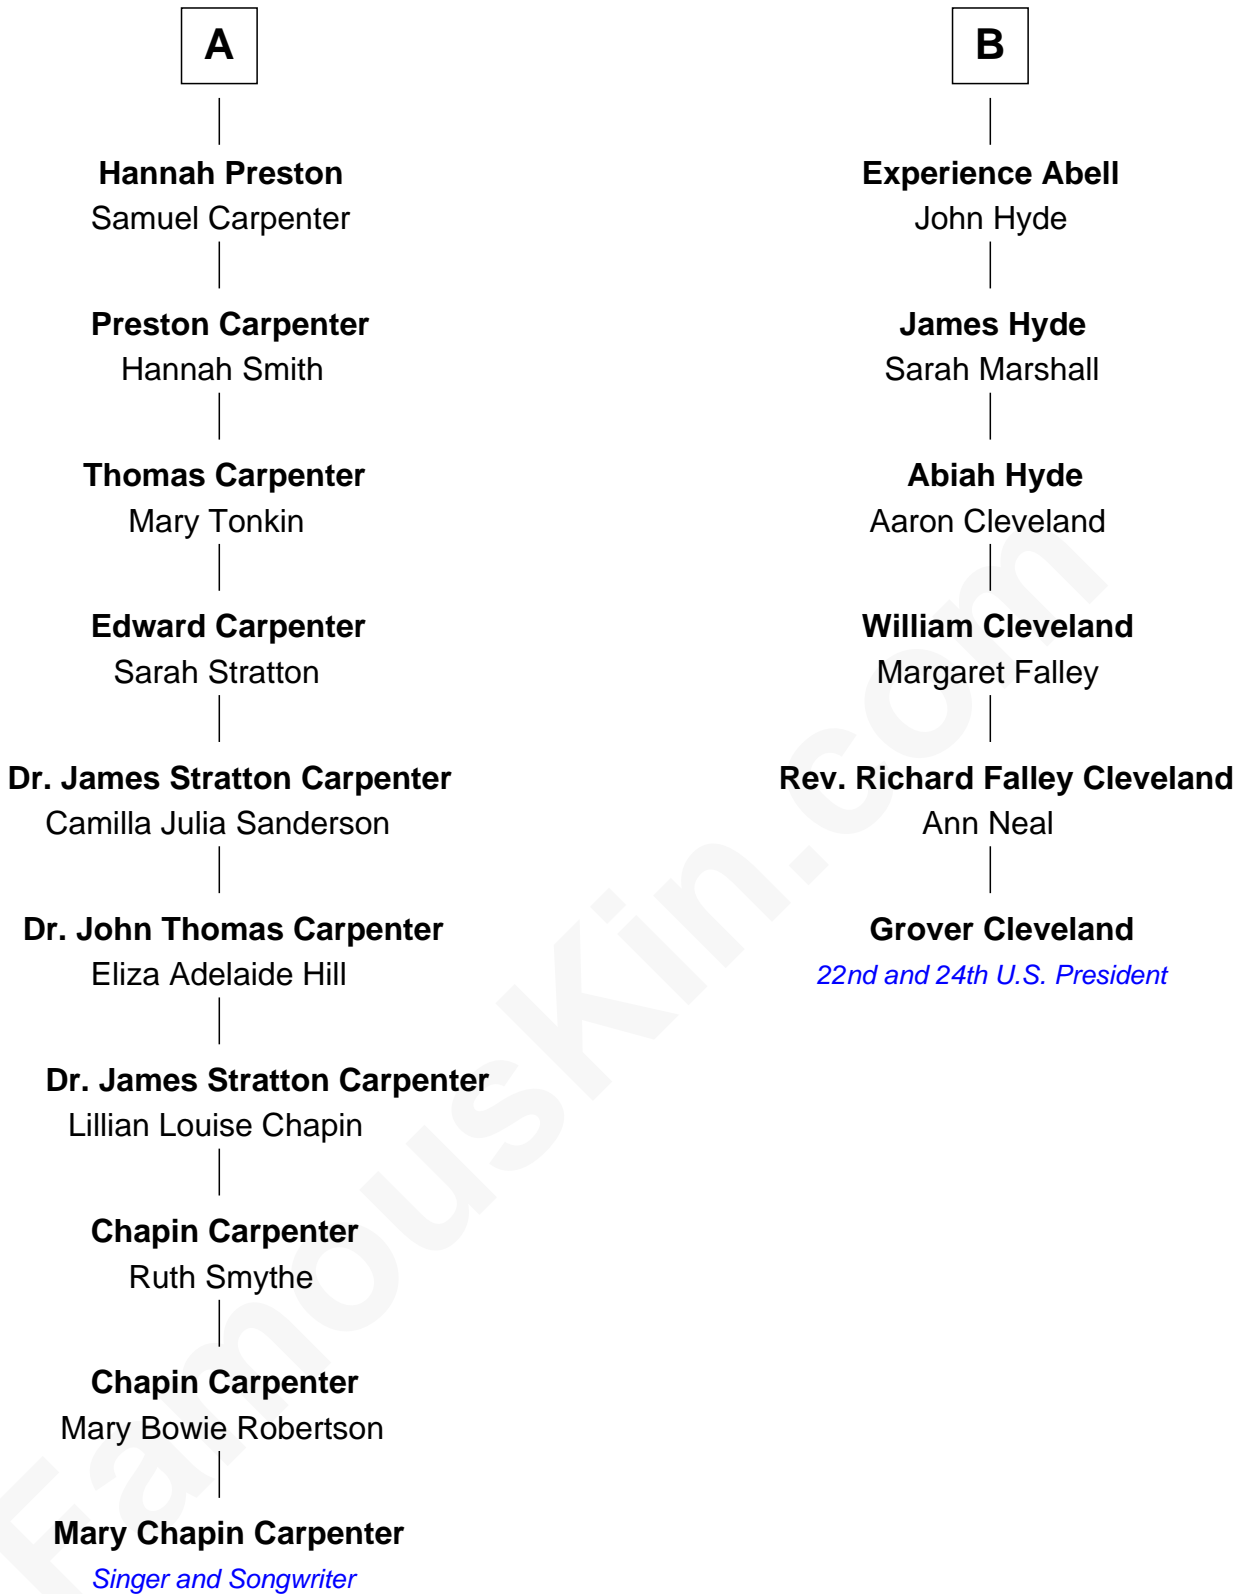 A
Hannah Preston
Samuel Carpenter
Preston Carpenter
Hannah Smith
Thomas Carpenter
Mary Tonkin
Edward Carpenter
Sarah Stratton
Dr. James Stratton Carpenter
Camilla Julia Sanderson
Dr. John Thomas Carpenter
Eliza Adelaide Hill
Dr. James Stratton Carpenter
Lillian Louise Chapin
Chapin Carpenter
Ruth Smythe
Chapin Carpenter
Mary Bowie Robertson
Mary Chapin Carpenter
Singer and Songwriter
B
Experience Abell
John Hyde
James Hyde
Sarah Marshall
Abiah Hyde
Aaron Cleveland
William Cleveland
Margaret Falley
Rev. Richard Falley Cleveland
Ann Neal
Grover Cleveland
22nd and 24th U.S. President
FamousKin.com